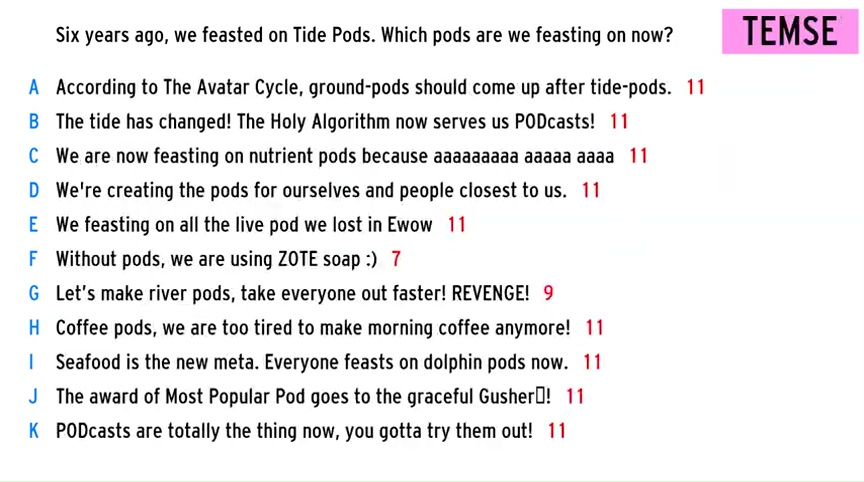 Six years ago, we feasted on Tide Pods. Which pods are we feasting on now?
TEMSE
A According to The Avatar Cycle, ground-pods should come up after tide-pods. 11
B The tide has changed! The Holy Algorithm now serves us PODcasts! 11
C We are now feasting on nutrient pods because aaaaaaaaa aaaaa aaaa 11
D We're creating the pods for ourselves and people closest to us. 11
E We feasting on all the live pod we lost in Ewow 11
F Without pods, we are using ZOTE soap :) 7
G Let’s make river pods, take everyone out faster! REVENGE! 9
H Coffee pods, we are too tired to make morning coffee anymore! 11
I Seafood is the new meta. Everyone feasts on dolphin pods now. 11
J The award of Most Popular Pod goes to the graceful Gusher▯! 11
K PODcasts are totally the thing now, you gotta try them out! 11